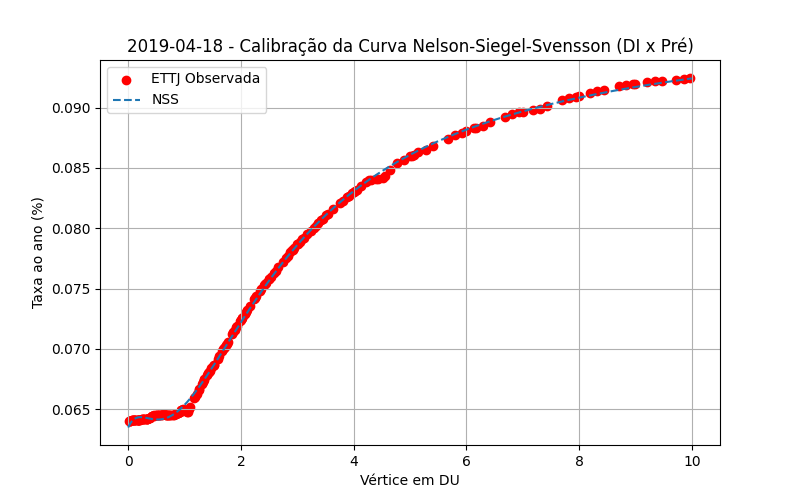 2019-04-18 - Calibração da Curva Nelson-Siegel-Svensson (DI x Pré)
ETTJ Observada
NSS
Taxa ao ano (%)
0.090
0.085
0.080
0.075
0.070
0.065
0 2 4 6 8 10
Vértice em DU